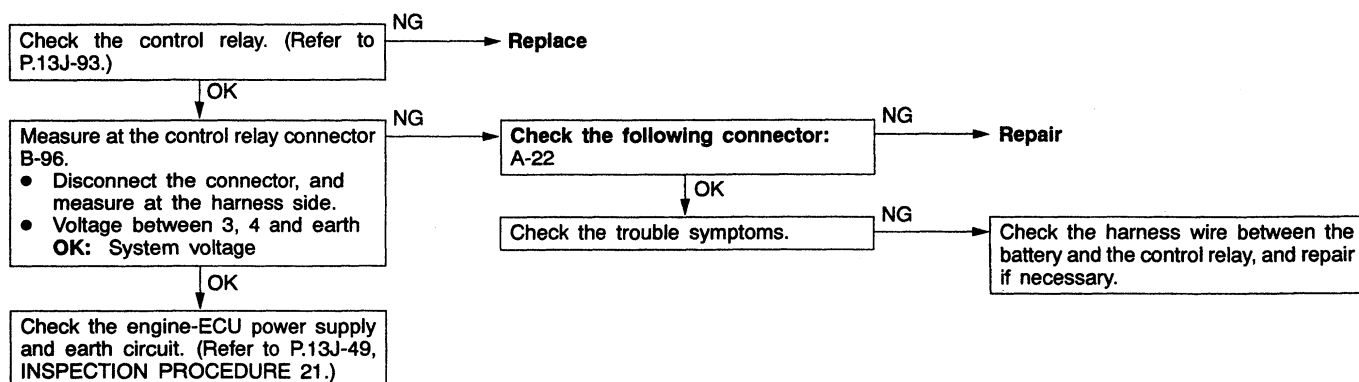 Check the control relay. (Refer to
P.13J-93.)
NG
Replace
OK
Measure at the control relay connector
B-96.
● Disconnect the connector, and
measure at the harness side.
● Voltage between 3, 4 and earth
OK: System voltage
NG
Check the following connector:
A-22
NG
Repair
OK
Check the trouble symptoms.
NG
Check the harness wire between the
battery and the control relay, and repair
if necessary.
OK
Check the engine-ECU power supply
and earth circuit. (Refer to P.13J-49,
INSPECTION PROCEDURE 21.)